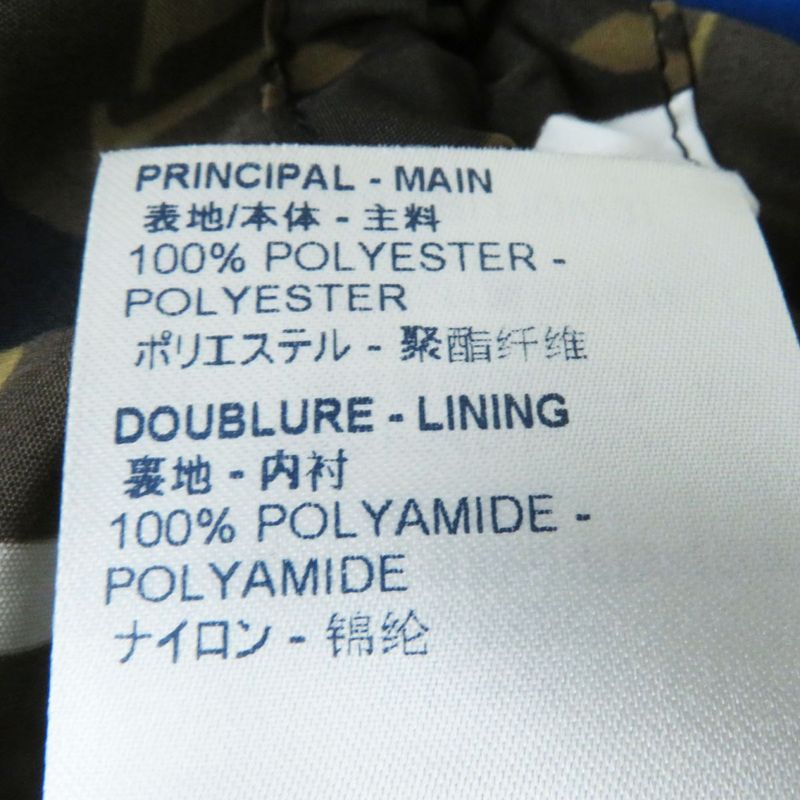 PRINCIPAL - MAIN
表地/本体 - 主料
100% POLYESTER -
POLYESTER
ポリエステル - 聚酯纤维
DOUBLURE - LINING
裏地 - 内衬
100% POLYAMIDE -
POLYAMIDE
ナイロン - 锦纶